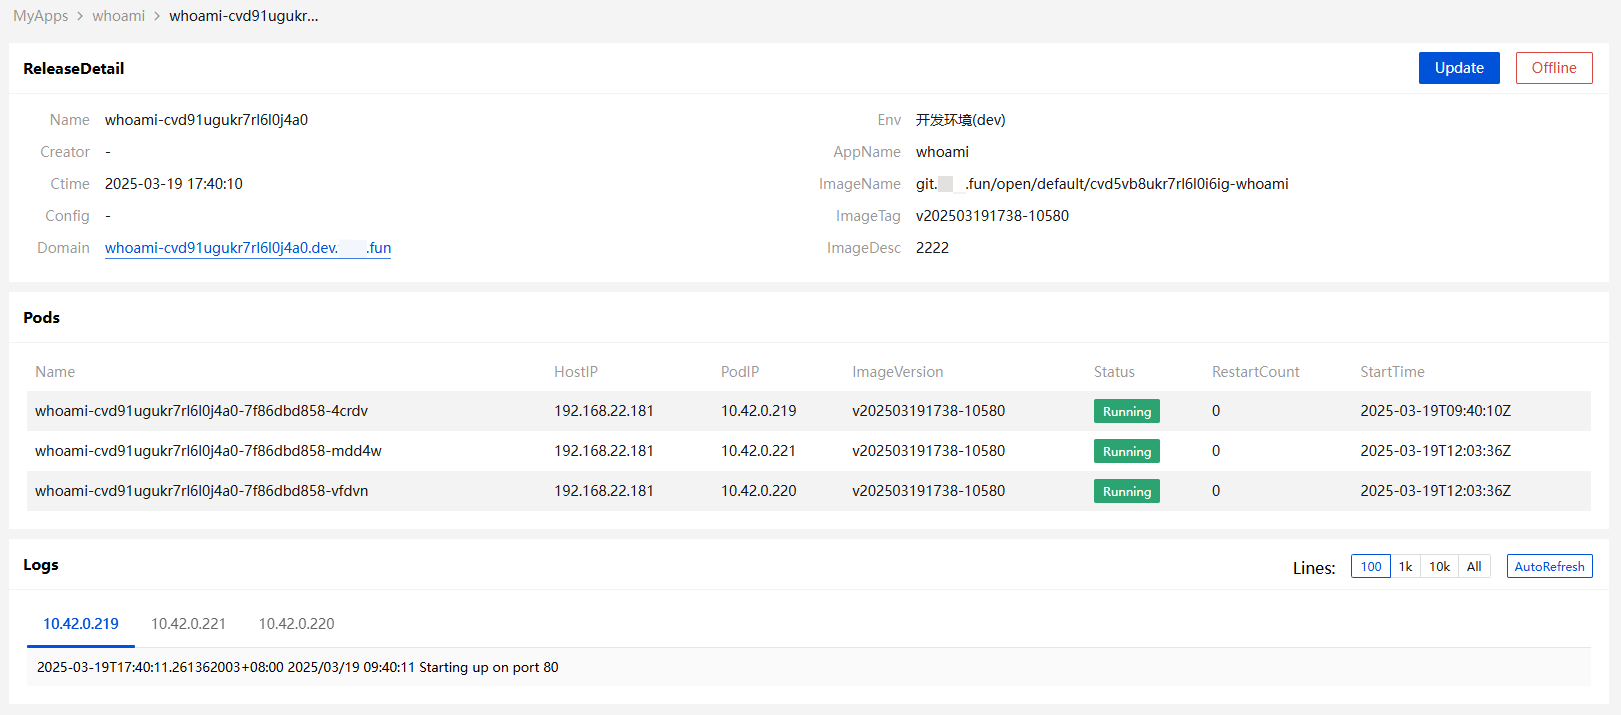 MyApps > whoami > whoami-cvd91ugukr...
ReleaseDetail Update Offline
Name whoami-cvd91ugukr7rl6l0j4a0 Env 开发环境(dev)
Creator - AppName whoami
Ctime 2025-03-19 17:40:10 ImageName git. .fun/open/default/cvd5vb8ukr7rl6l0i6ig-whoami
Config - ImageTag v202503191738-10580
Domain whoami-cvd91ugukr7rl6l0j4a0.dev. .fun ImageDesc 2222
Pods
Name HostIP PodIP ImageVersion Status RestartCount StartTime
whoami-cvd91ugukr7rl6l0j4a0-7f86dbd858-4crdv 192.168.22.181 10.42.0.219 v202503191738-10580 Running 0 2025-03-19T09:40:10Z
whoami-cvd91ugukr7rl6l0j4a0-7f86dbd858-mdd4w 192.168.22.181 10.42.0.221 v202503191738-10580 Running 0 2025-03-19T12:03:36Z
whoami-cvd91ugukr7rl6l0j4a0-7f86dbd858-vfdvn 192.168.22.181 10.42.0.220 v202503191738-10580 Running 0 2025-03-19T12:03:36Z
Logs Lines: 100 1k 10k All AutoRefresh
10.42.0.219 10.42.0.221 10.42.0.220
2025-03-19T17:40:11.261362003+08:00 2025/03/19 09:40:11 Starting up on port 80